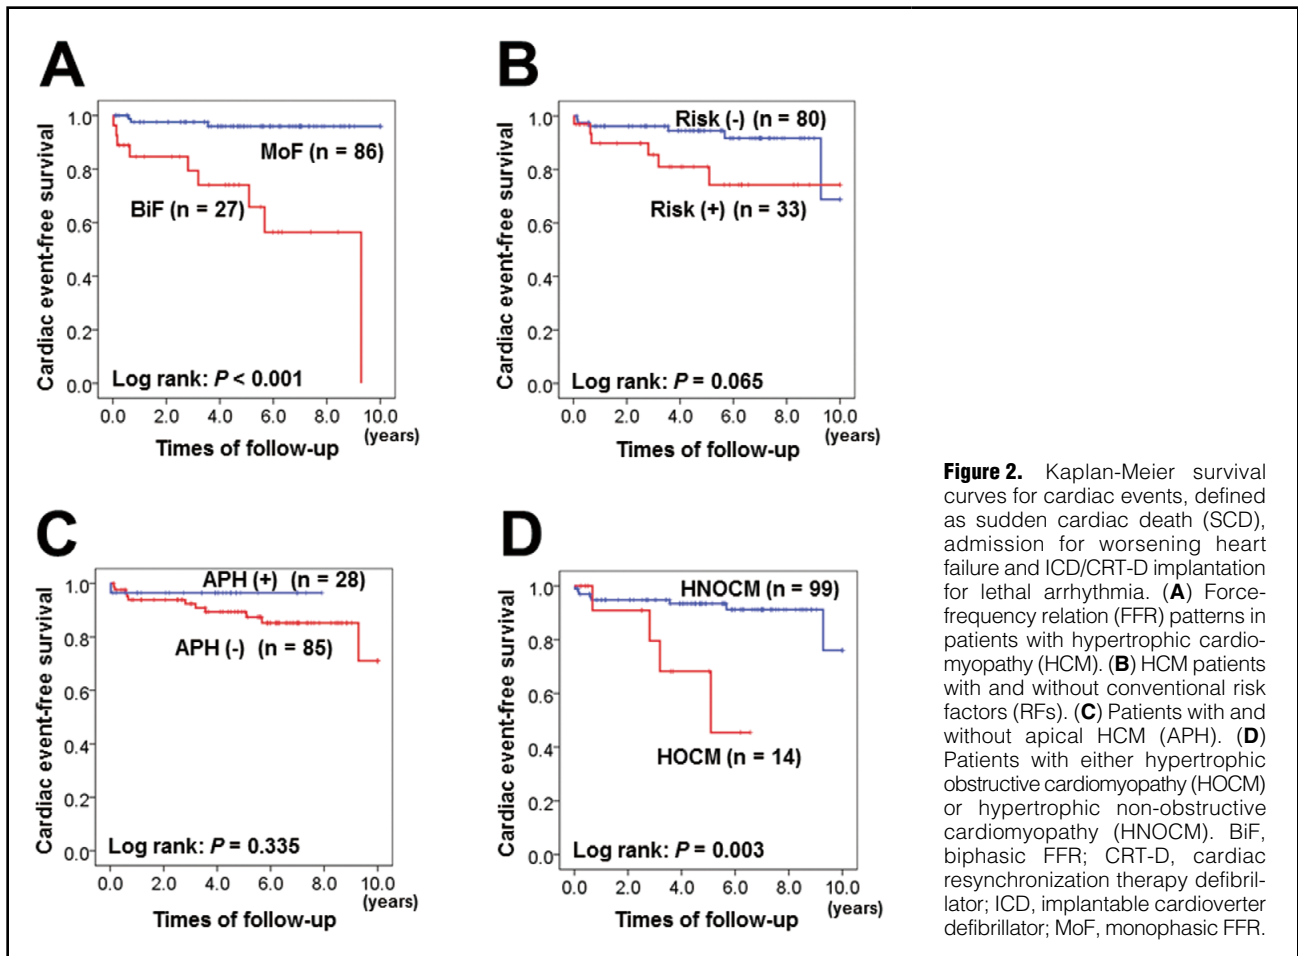 A
Cardiac event-free survival
1.0
0.8
0.6
0.4
0.2
0.0
MoF (n = 86)
BiF (n = 27)
Log rank: P < 0.001
0.0 2.0 4.0 6.0 8.0 10.0
(years)
Times of follow-up
B
Cardiac event-free survival
1.0
0.8
0.6
0.4
0.2
0.0
Risk (-) (n = 80)
Risk (+) (n = 33)
Log rank: P = 0.065
0.0 2.0 4.0 6.0 8.0 10.0
(years)
Times of follow-up
C
Cardiac event-free survival
1.0
0.8
0.6
0.4
0.2
0.0
APH (+) (n = 28)
APH (-) (n = 85)
Log rank: P = 0.335
0.0 2.0 4.0 6.0 8.0 10.0
(years)
Times of follow-up
D
Cardiac event-free survival
1.0
0.8
0.6
0.4
0.2
0.0
HNOCM (n = 99)
HOCM (n = 14)
Log rank: P = 0.003
0.0 2.0 4.0 6.0 8.0 10.0
(years)
Times of follow-up
Figure 2. Kaplan-Meier survival
curves for cardiac events, defined
as sudden cardiac death (SCD),
admission for worsening heart
failure and ICD/CRT-D implantation
for lethal arrhythmia. (A) Force-
frequency relation (FFR) patterns in
patients with hypertrophic cardio-
myopathy (HCM). (B) HCM patients
with and without conventional risk
factors (RFs). (C) Patients with and
without apical HCM (APH). (D)
Patients with either hypertrophic
obstructive cardiomyopathy (HOCM)
or hypertrophic non-obstructive
cardiomyopathy (HNOCM). BiF,
biphasic FFR; CRT-D, cardiac
resynchronization therapy defibril-
lator; ICD, implantable cardioverter
defibrillator; MoF, monophasic FFR.